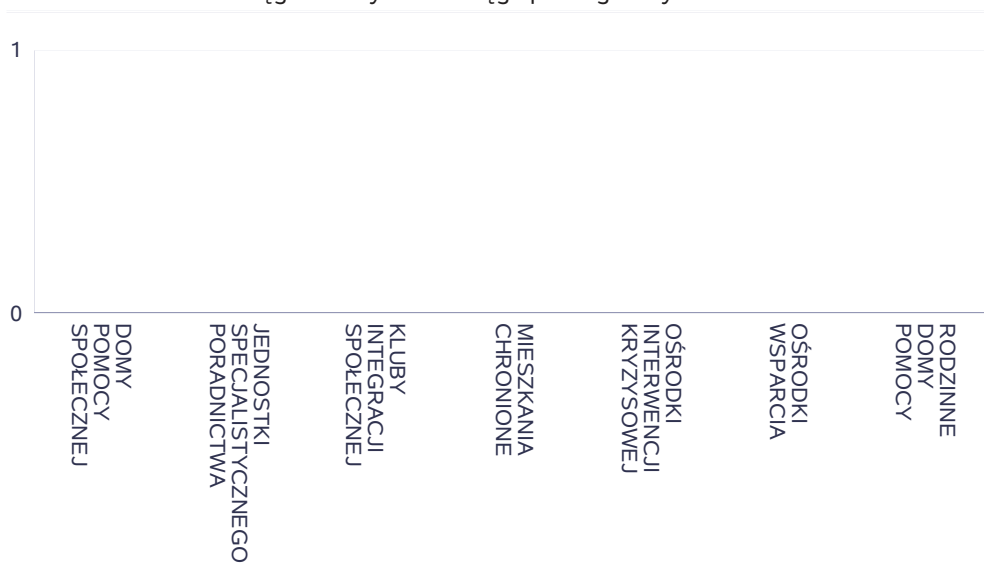 1
0
DOMY
POMOCY
SPOŁECZNEJ
JEDNOSTKI
SPECJALISTYCZNEGO
PORADNICTWA
KLUBY
INTEGRACJI
SPOŁECZNEJ
MIESZKANIA
CHRONIONE
OŚRODKI
INTERWENCJI
KRYZYSOWEJ
OŚRODKI
WSPARCIA
RODZINNE
DOMY
POMOCY